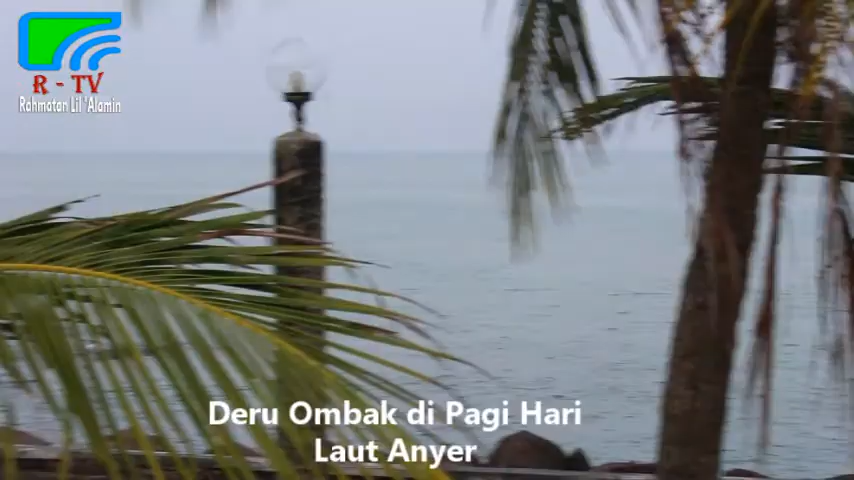 R - TV
Rahmatan Lil 'Alamin
Deru Ombak di Pagi Hari
Laut Anyer